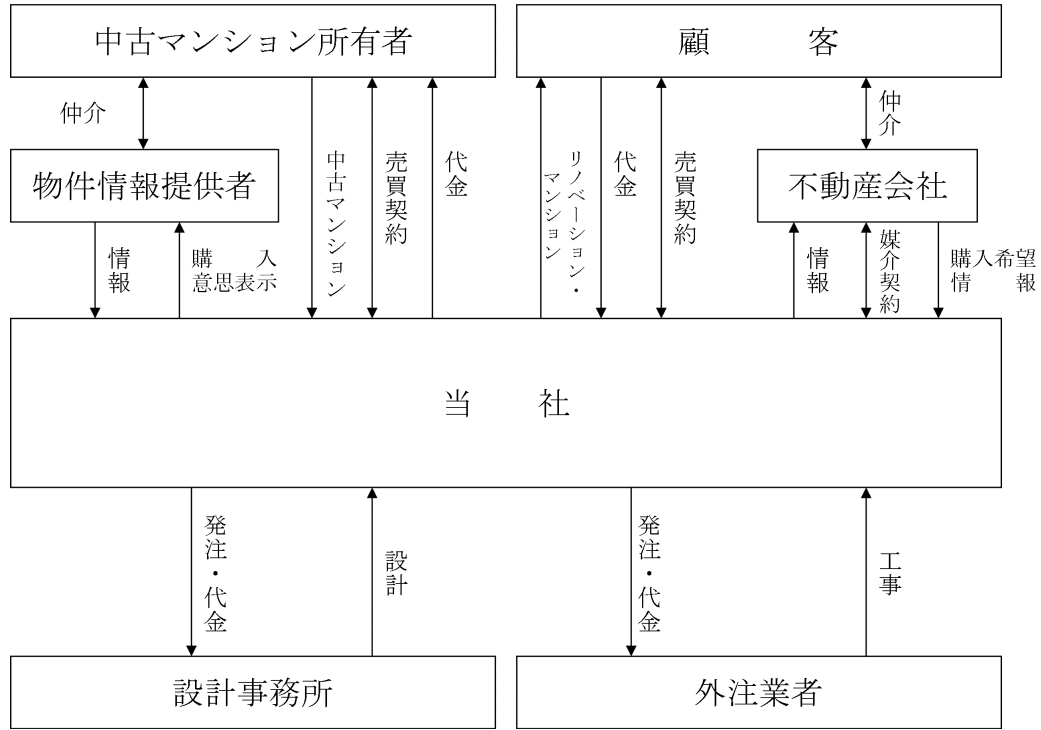 中古マンション所有者
顧客
仲介
中古マンション
売買契約
代金
リノベーション・
マンション
代金
売買契約
仲介
物件情報提供者
不動産会社
情報
購入
意思表示
情報
媒介契約
購入希望
情報
当社
発注・代金
設計
発注・代金
工事
設計事務所
外注業者